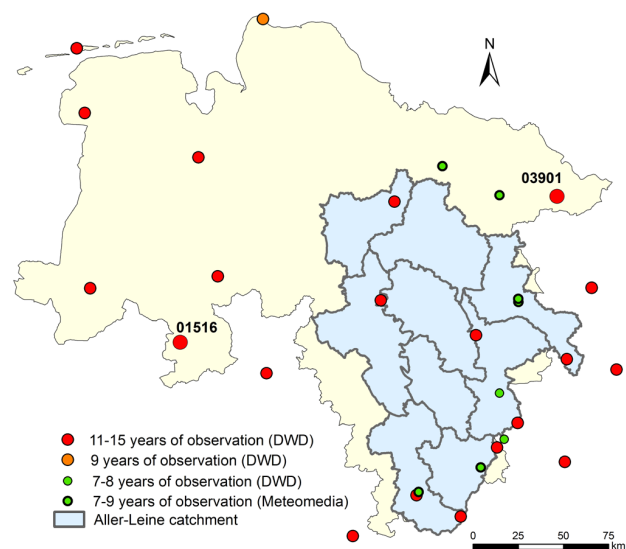 N
03901
01516
11-15 years of observation (DWD)
9 years of observation (DWD)
7-8 years of observation (DWD)
7-9 years of observation (Meteomedia)
Aller-Leine catchment
0 25 50 75
km